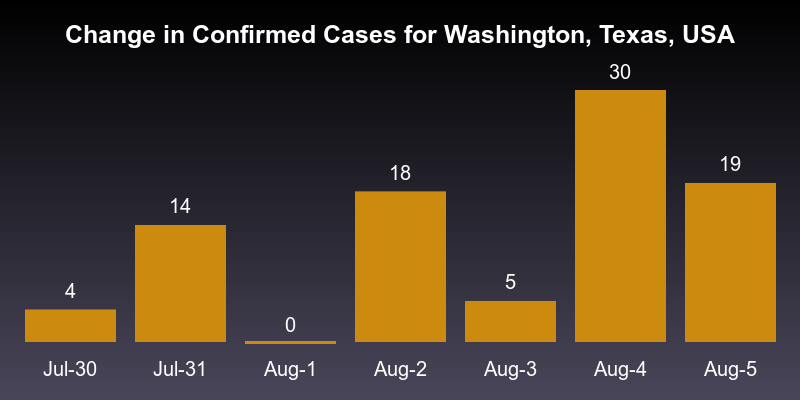 Change in Confirmed Cases for Washington, Texas, USA
4
14
0
18
5
30
19
Jul-30
Jul-31
Aug-1
Aug-2
Aug-3
Aug-4
Aug-5